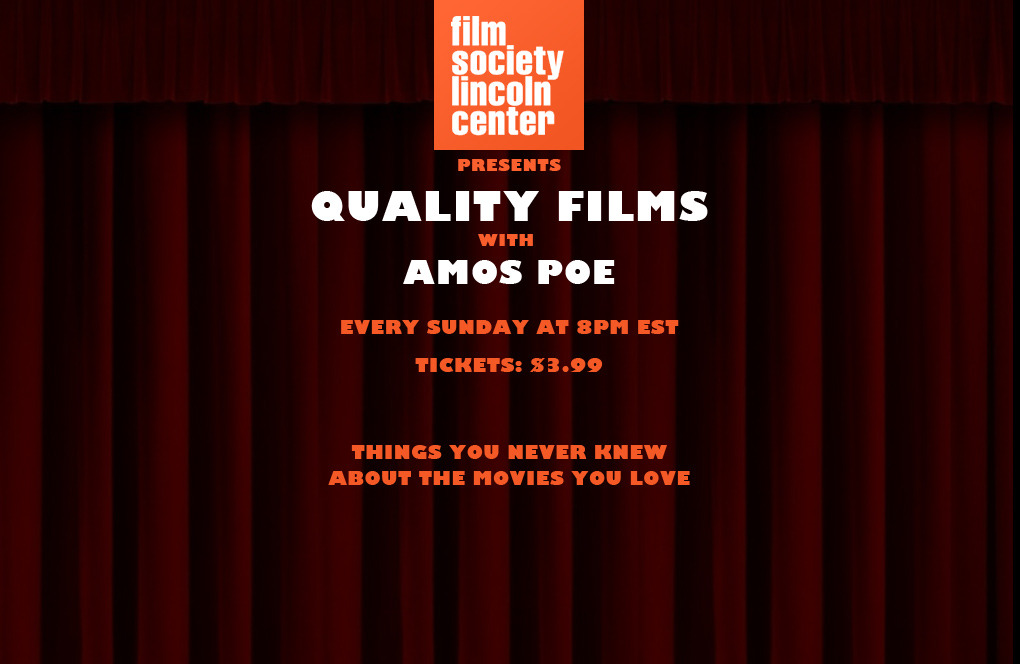 film
society
lincoln
center
PRESENTS
QUALITY FILMS
WITH
AMOS POE
EVERY SUNDAY AT 8PM EST
TICKETS: $3.99
THINGS YOU NEVER KNEW
ABOUT THE MOVIES YOU LOVE